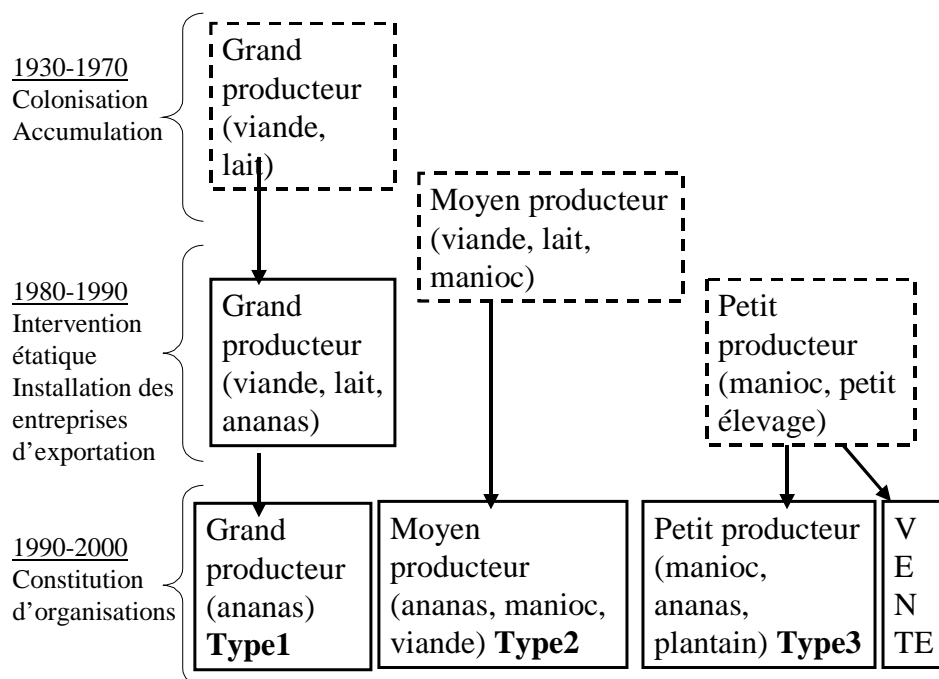 1930-1970
Colonisation
Accumulation
Grand
producteur
(viande,
lait)
Moyen producteur
(viande, lait,
manioc)
1980-1990
Intervention
étatique
Installation des
entreprises
d’exportation
Grand
producteur
(viande, lait,
ananas)
Petit
producteur
(manioc, petit
élevage)
1990-2000
Constitution
d’organisations
Grand
producteur
(ananas)
Type1
Moyen
producteur
(ananas, manioc,
viande) Type2
Petit producteur
(manioc,
ananas,
plantain) Type3
V
E
N
TE